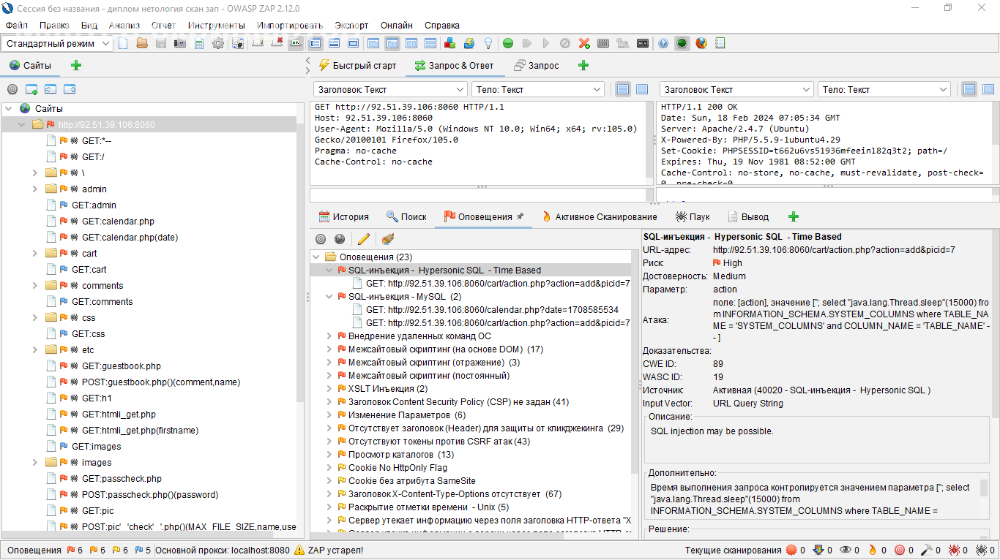 Сессия без названия - диплом нетология скан зап - OWASP ZAP 2.12.0
Файл Правка Вид Анализ Отчет Инструменты Импортировать Экспорт Онлайн Справка
Стандартный режим
Сайты
Быстрый старт Запрос & Ответ Запрос
Заголовок: Текст Тело: Текст Заголовок: Текст Тело: Текст
Сайты
http://92.51.39.106:8060
GET:*--
GET:/
\
admin
GET:admin
GET:calendar.php
GET:calendar.php(date)
cart
GET:cart
comments
GET:comments
css
GET:css
etc
GET:guestbook.php
POST:guestbook.php()(comment,name)
GET:h1
GET:htmli_get.php
GET:htmli_get.php(firstname)
GET:images
images
GET:passcheck.php
POST:passcheck.php()(password)
GET:pic
POST:pic' 'check' '.php()(MAX_FILE_SIZE,name,use
GET http://92.51.39.106:8060 HTTP/1.1
Host: 92.51.39.106:8060
User-Agent: Mozilla/5.0 (Windows NT 10.0; Win64; x64; rv:105.0)
Gecko/20100101 Firefox/105.0
Pragma: no-cache
Cache-Control: no-cache
HTTP/1.1 200 OK
Date: Sun, 18 Feb 2024 07:05:34 GMT
Server: Apache/2.4.7 (Ubuntu)
X-Powered-By: PHP/5.5.9-1ubuntu4.29
Set-Cookie: PHPSESSID=t662u6vs51936mfeein182q3t2; path=/
Expires: Thu, 19 Nov 1981 08:52:00 GMT
Cache-Control: no-store, no-cache, must-revalidate, post-check=
0, pre-check=0
История Поиск Оповещения Активное Сканирование Паук Вывод
Оповещения (23)
SQL-инъекция - Hypersonic SQL - Time Based
GET: http://92.51.39.106:8060/cart/action.php?action=add&picid=7
SQL-инъекция - MySQL (2)
GET: http://92.51.39.106:8060/calendar.php?date=1708585534
GET: http://92.51.39.106:8060/cart/action.php?action=add&picid=7
Внедрение удаленных команд ОС
Межсайтовый скриптинг (на основе DOM) (17)
Межсайтовый скриптинг (отражение) (3)
Межсайтовый скриптинг (постоянный)
XSLT Инъекция (2)
Заголовок Content Security Policy (CSP) не задан (41)
Изменение Параметров (6)
Отсутствует заголовок (Header) для защиты от кликджекинга (29)
Отсутствуют токены против CSRF атак (43)
Просмотр каталогов (13)
Cookie No HttpOnly Flag
Cookie без атрибута SameSite
Заголовок X-Content-Type-Options отсутствует (67)
Раскрытие отметки времени - Unix (5)
Сервер утекает информацию через поля заголовка HTTP-ответа "X
SQL-инъекция - Hypersonic SQL - Time Based
URL-адрес: http://92.51.39.106:8060/cart/action.php?action=add&picid=7
Риск: High
Достоверность: Medium
Параметр: action
Атака: поле: [action], значение ["; select "java.lang.Thread.sleep"(15000) fro
m INFORMATION_SCHEMA.SYSTEM_COLUMNS where TABLE_NA
ME = 'SYSTEM_COLUMNS' and COLUMN_NAME = 'TABLE_NAME' -
- ]
Доказательства:
CWE ID: 89
WASC ID: 19
Источник: Активная (40020 - SQL-инъекция - Hypersonic SQL )
Input Vector: URL Query String
Описание:
SQL injection may be possible.
Дополнительно:
Время выполнения запроса контролируется значением параметра ["; select
"java.lang.Thread.sleep"(15000) from
INFORMATION_SCHEMA.SYSTEM_COLUMNS where TABLE_NAME =
Решение:
Оповещения 6 6 6 5 Основной прокси: localhost:8080 ZAP устарел! Текущие сканирования 0 0 0 0 0 0 0 0